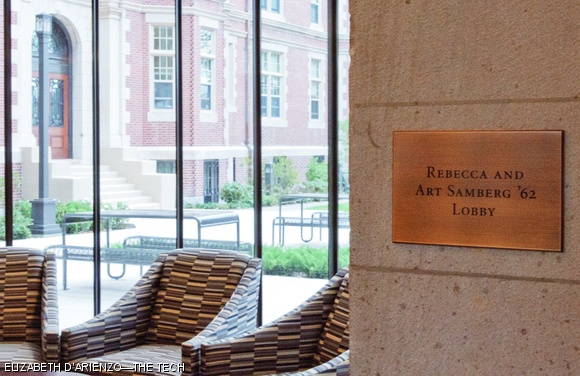 REBECCA AND
ART SAMBERG '62
LOBBY
ELIZABETH D'ARIENZO—THE TECH